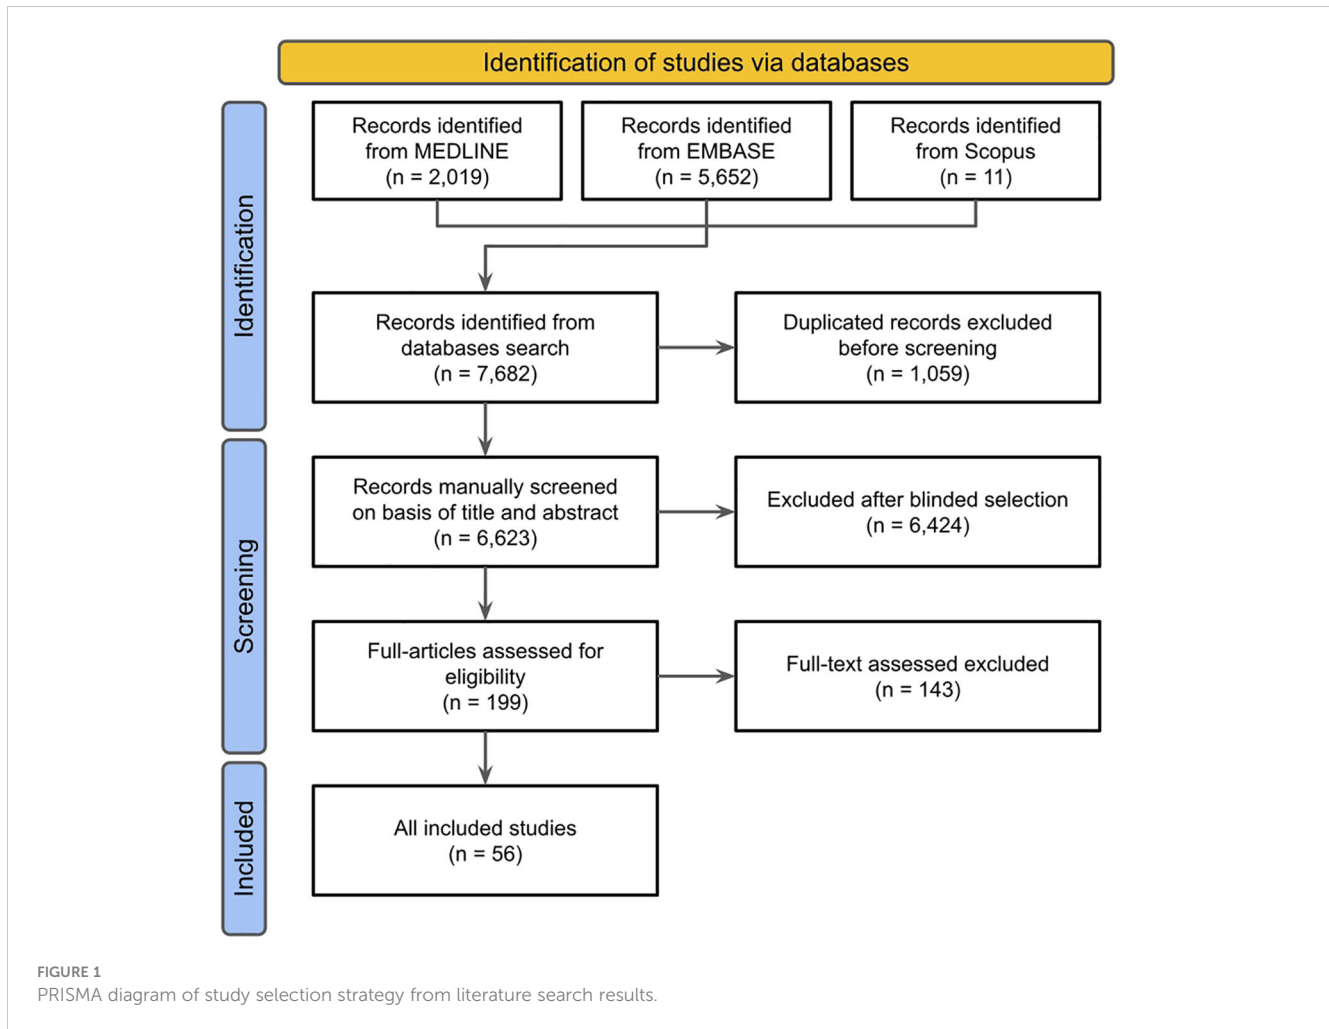 Identification of studies via databases
Identification
Records identified
from MEDLINE
(n = 2,019)
Records identified
from EMBASE
(n = 5,652)
Records identified
from Scopus
(n = 11)
Records identified from
databases search
(n = 7,682)
Duplicated records excluded
before screening
(n = 1,059)
Screening
Records manually screened
on basis of title and abstract
(n = 6,623)
Excluded after blinded selection
(n = 6,424)
Full-articles assessed for
eligibility
(n = 199)
Full-text assessed excluded
(n = 143)
Included
All included studies
(n = 56)
FIGURE 1
PRISMA diagram of study selection strategy from literature search results.